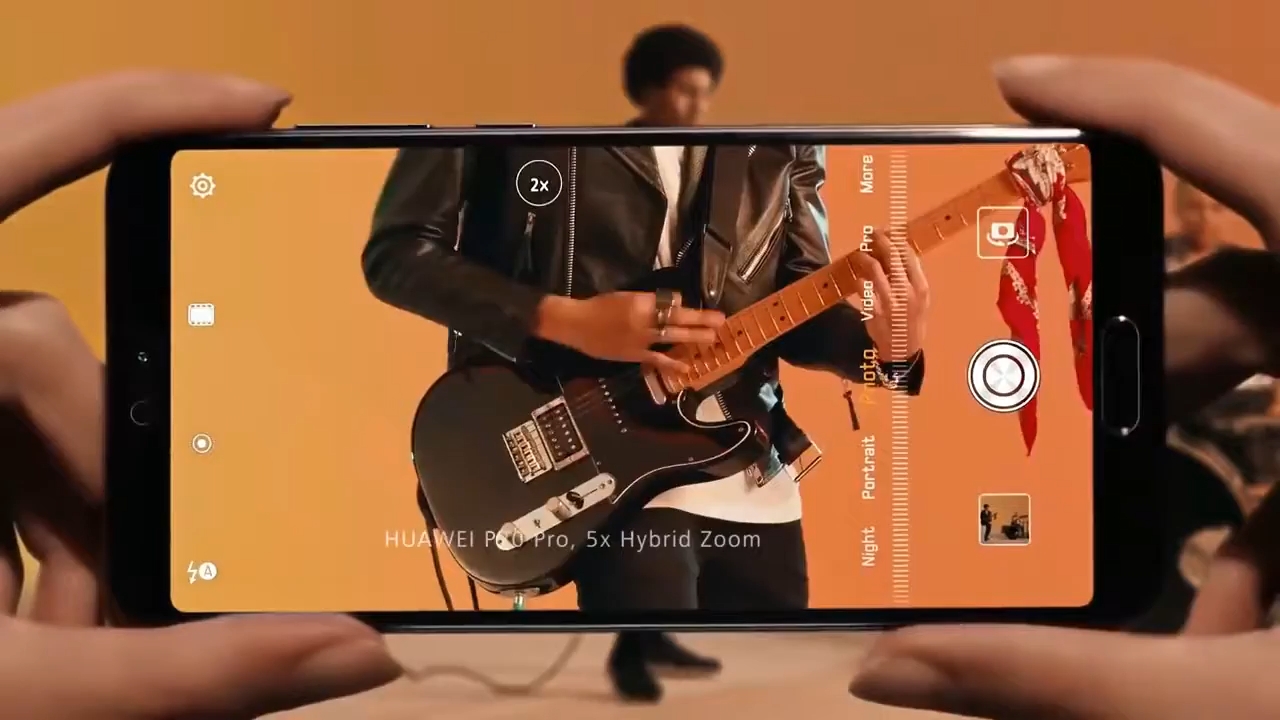 2x
More
Pro
Video
Photo
Portrait
Night
A
HUAWEI P20 Pro, 5x Hybrid Zoom